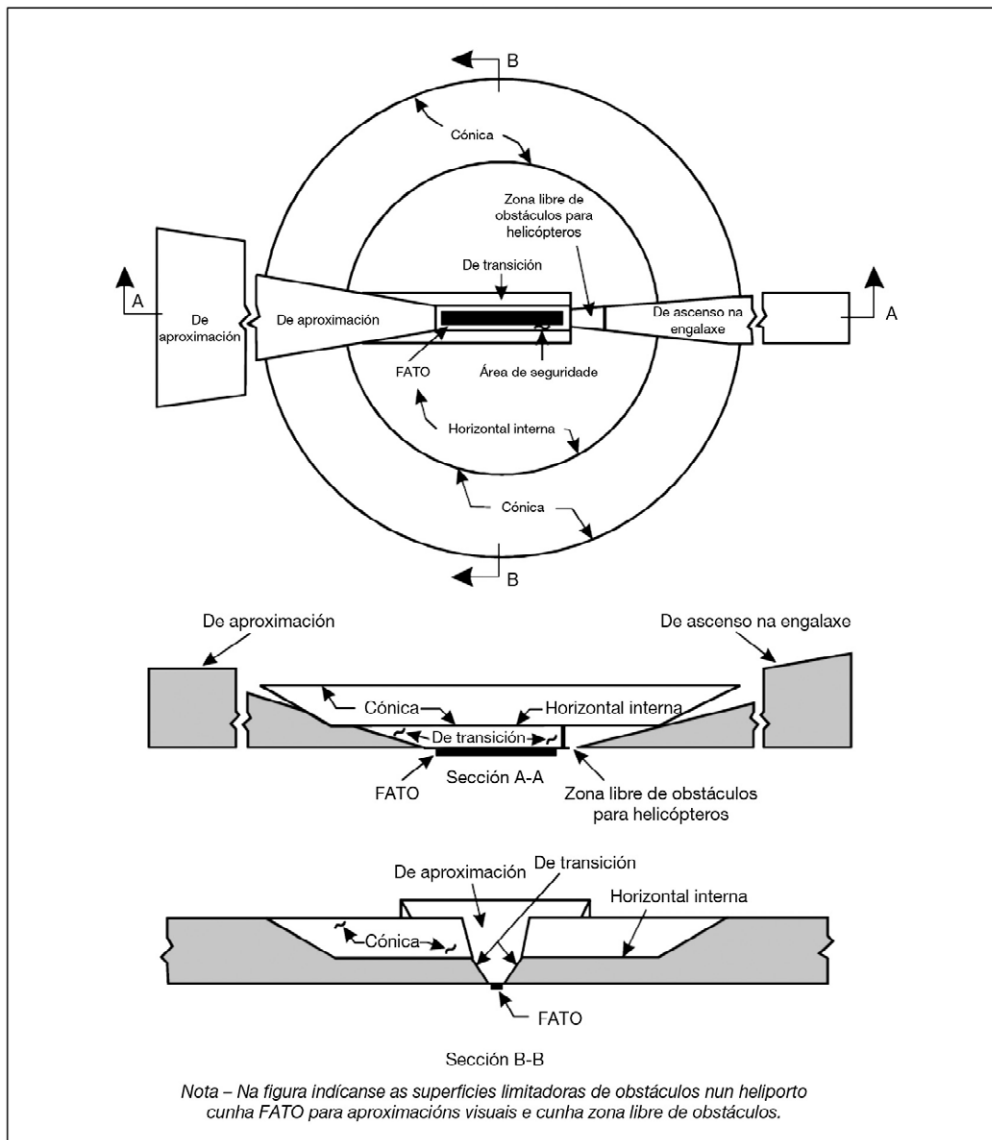 B
Cónica
Zona libre de
obstáculos para
helicópteros
De transición
A
De
aproximación
De aproximación
De ascenso na
engalaxe
A
FATO
Área de seguridade
Horizontal interna
Cónica
B
De aproximación
De ascenso na engalaxe
Cónica
Horizontal interna
De transición
Sección A-A
FATO
Zona libre de obstáculos
para helicópteros
De aproximación
De transición
Horizontal interna
Cónica
FATO
Sección B-B
Nota – Na figura indícanse as superficies limitadoras de obstáculos nun heliporto
cunha FATO para aproximacións visuais e cunha zona libre de obstáculos.